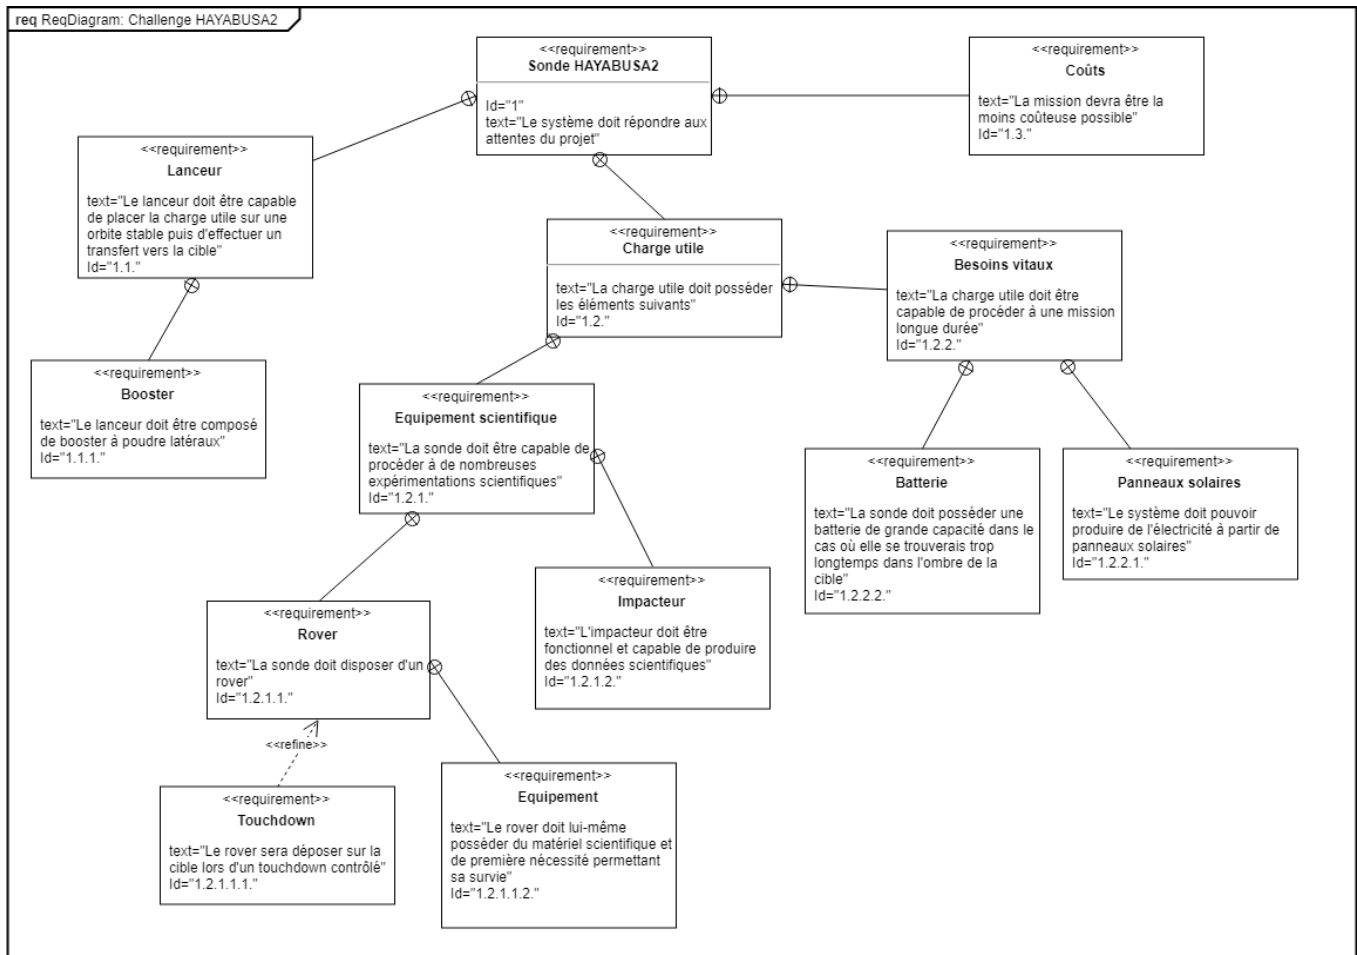 req ReqDiagram: Challenge HAYABUSA2
<<requirement>>
Sonde HAYABUSA2
Id="1"
text="Le système doit répondre aux
attentes du projet"
<<requirement>>
Coûts
text="La mission devra être la
moins coûteuse possible"
Id="1.3."
<<requirement>>
Lanceur
text="Le lanceur doit être capable
de placer la charge utile sur une
orbite stable puis d'effectuer un
transfert vers la cible"
Id="1.1."
<<requirement>>
Charge utile
text="La charge utile doit posséder
les éléments suivants"
Id="1.2."
<<requirement>>
Besoins vitaux
text="La charge utile doit être
capable de procéder à une mission
longue durée"
Id="1.2.2."
<<requirement>>
Booster
text="Le lanceur doit être composé
de booster à poudre latéraux"
Id="1.1.1."
<<requirement>>
Equipement scientifique
text="La sonde doit être capable de
procéder à de nombreuses
expérimentations scientifiques"
Id="1.2.1."
<<requirement>>
Batterie
text="La sonde doit posséder une
batterie de grande capacité dans le
cas où elle se trouverais trop
longtemps dans l'ombre de la
cible"
Id="1.2.2.2."
<<requirement>>
Panneaux solaires
text="Le système doit pouvoir
produire de l'électricité à partir de
panneaux solaires"
Id="1.2.2.1."
<<requirement>>
Impacteur
text="L'impacteur doit être
fonctionnel et capable de produire
des données scientifiques"
Id="1.2.1.2."
<<requirement>>
Rover
text="La sonde doit disposer d'un
rover"
Id="1.2.1.1."
<<refine>>
<<requirement>>
Touchdown
text="Le rover sera déposer sur la
cible lors d'un touchdown contrôlé"
Id="1.2.1.1.1."
<<requirement>>
Equipement
text="Le rover doit lui-même
posséder du matériel scientifique et
de première nécessité permettant
sa survie"
Id="1.2.1.1.2."